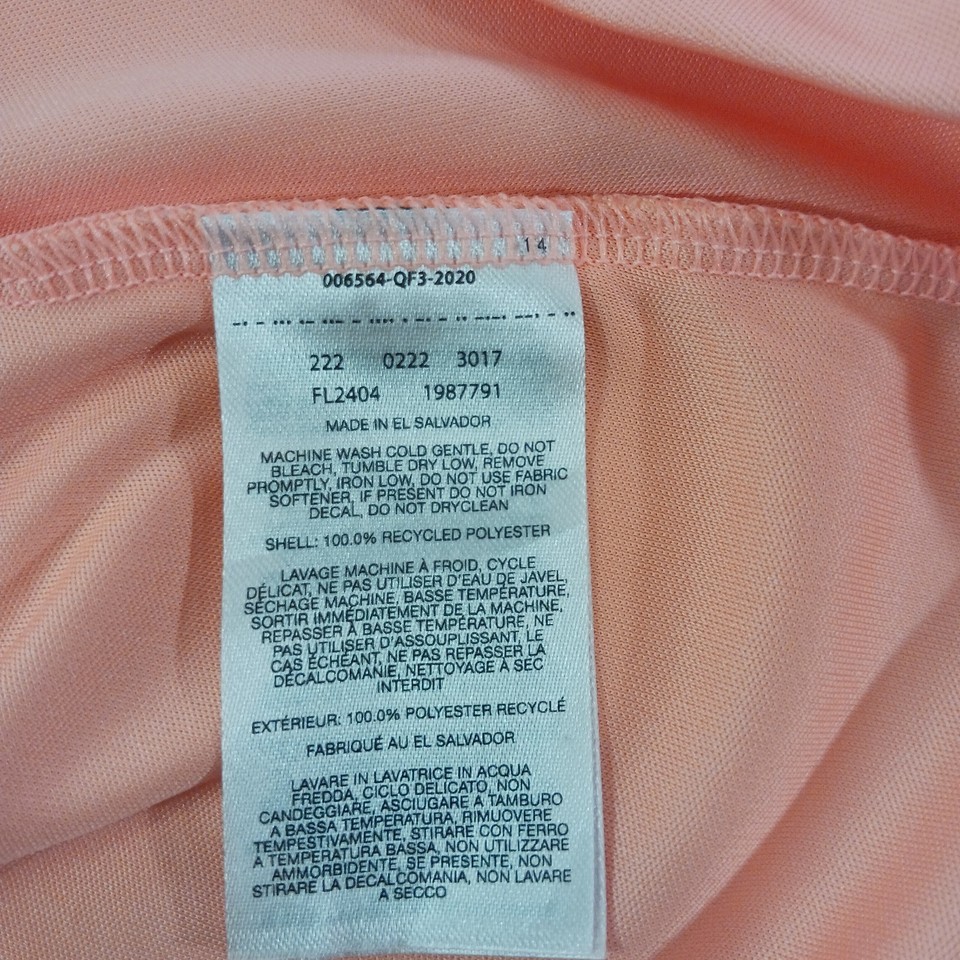 14
006564-QF3-2020
222 0222 3017
FL2404 1987791
MADE IN EL SALVADOR
MACHINE WASH COLD GENTLE, DO NOT
BLEACH, TUMBLE DRY LOW, REMOVE
PROMPTLY, IRON LOW, DO NOT USE FABRIC
SOFTENER, IF PRESENT DO NOT IRON
DECAL, DO NOT DRYCLEAN
SHELL: 100.0% RECYCLED POLYESTER
LAVAGE MACHINE À FROID, CYCLE
DÉLICAT, NE PAS UTILISER D'EAU DE JAVEL,
SÉCHAGE MACHINE, BASSE TEMPÉRATURE,
SORTIR IMMÉDIATEMENT DE LA MACHINE,
REPASSER À BASSE TEMPÉRATURE, NE
PAS UTILISER D'ASSOUPLISSANT, LE
CAS ÉCHÉANT, NE PAS REPASSER LA
DÉCALCOMANIE, NETTOYAGE À SEC
INTERDIT
EXTÉRIEUR: 100.0% POLYESTER RECYCLÉ
FABRIQUÉ AU EL SALVADOR
LAVARE IN LAVATRICE IN ACQUA
FREDDA, CICLO DELICATO, NON
CANDEGGIARE, ASCIUGARE A TAMBURO
A BASSA TEMPERATURA, RIMUOVERE
TEMPESTIVAMENTE, STIRARE CON FERRO
A TEMPERATURA BASSA, NON UTILIZZARE
AMMORBIDENTE, SE PRESENTE, NON
STIRARE LA DECALCOMANIA, NON LAVARE
A SECCO